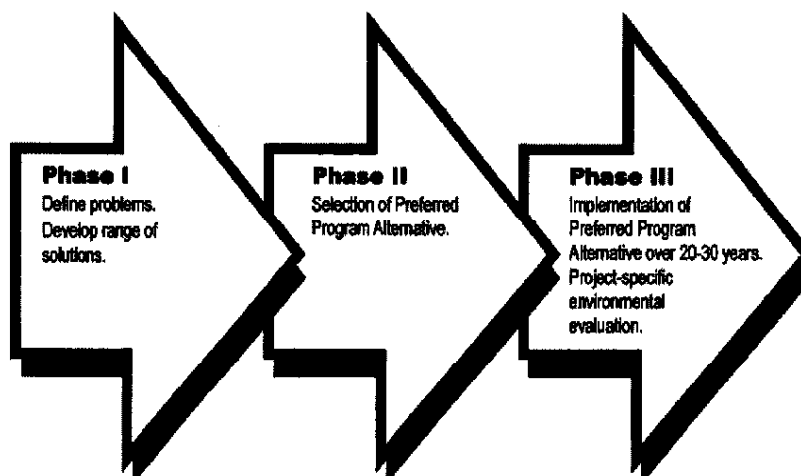 Phase I
Define problems.
Develop range of
solutions.
Phase II
Selection of Preferred
Program Alternative.
Phase III
Implementation of
Preferred Program
Alternative over 20-30 years.
Project-specific
environmental
evaluation.